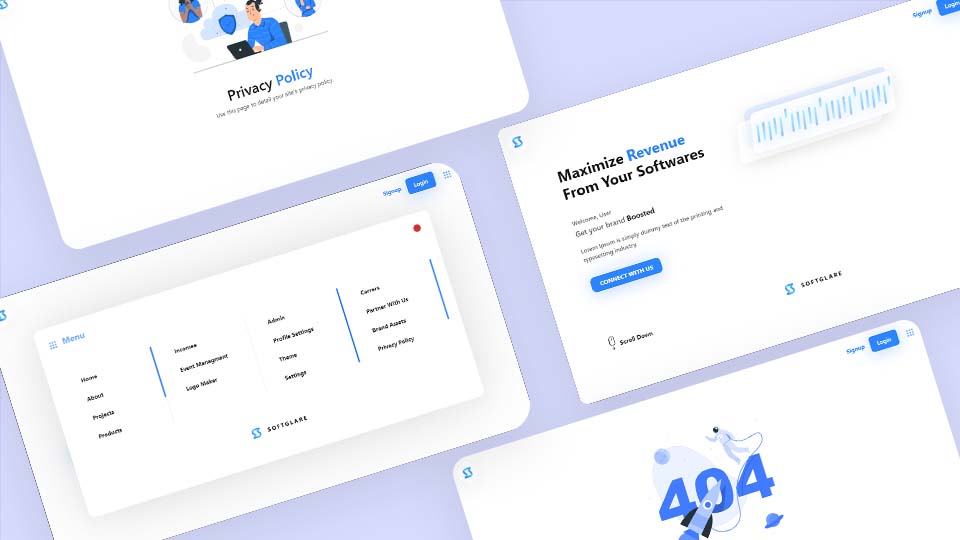 Privacy Policy
Use this page to detail your site's privacy policy.
Signup
Login
Maximize Revenue
From Your Softwares
Welcome, User
Get your brand Boosted
Lorem Ipsum is simply dummy text of the printing and
typesetting industry.
CONNECT WITH US
SOFTGLARE
Scroll Down
Signup
Login
Menu
Home
About
Projects
Products
Incomee
Event Managment
Logo Maker
Admin
Profile Settings
Theme
Settings
Carrers
Partner With Us
Brand Assets
Privacy Policy
SOFTGLARE
Signup
Login
404